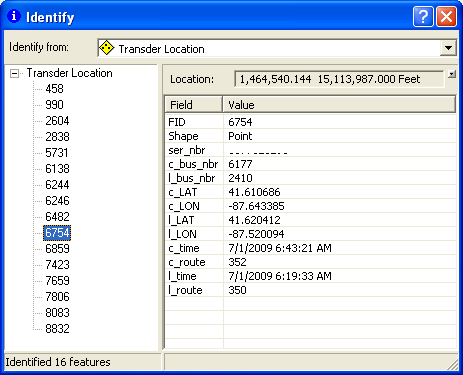 Identify
Identify from: Transder Location
Transder Location
458
990
2604
2838
5731
6138
6244
6246
6482
6754
6859
7423
7659
7806
8083
8832
Location: 1,464,540.144 15,113,987.000 Feet
Field Value
FID 6754
Shape Point
ser_nbr
c_bus_nbr 6177
l_bus_nbr 2410
c_LAT 41.610686
c_LON -87.643385
l_LAT 41.620412
l_LON -87.520094
c_time 7/1/2009 6:43:21 AM
c_route 352
l_time 7/1/2009 6:19:33 AM
l_route 350
Identified 16 features